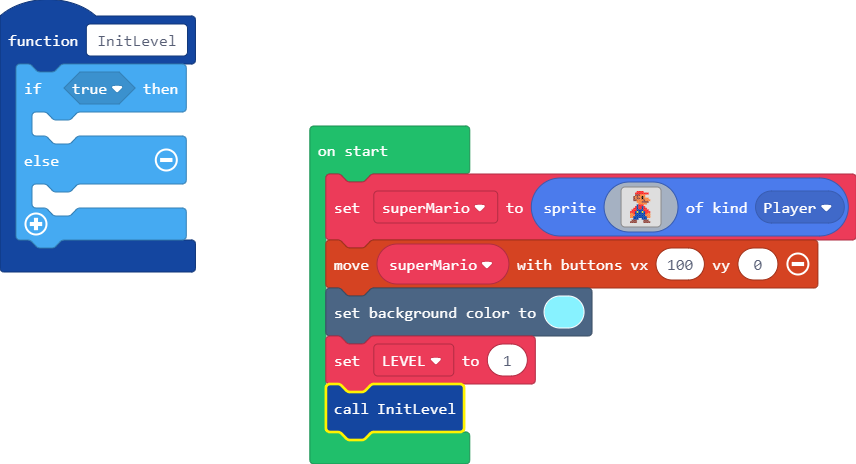 function InitLevel
if true then
else
on start
set superMario to sprite of kind Player
move superMario with buttons vx 100 vy 0
set background color to
set LEVEL to 1
call InitLevel